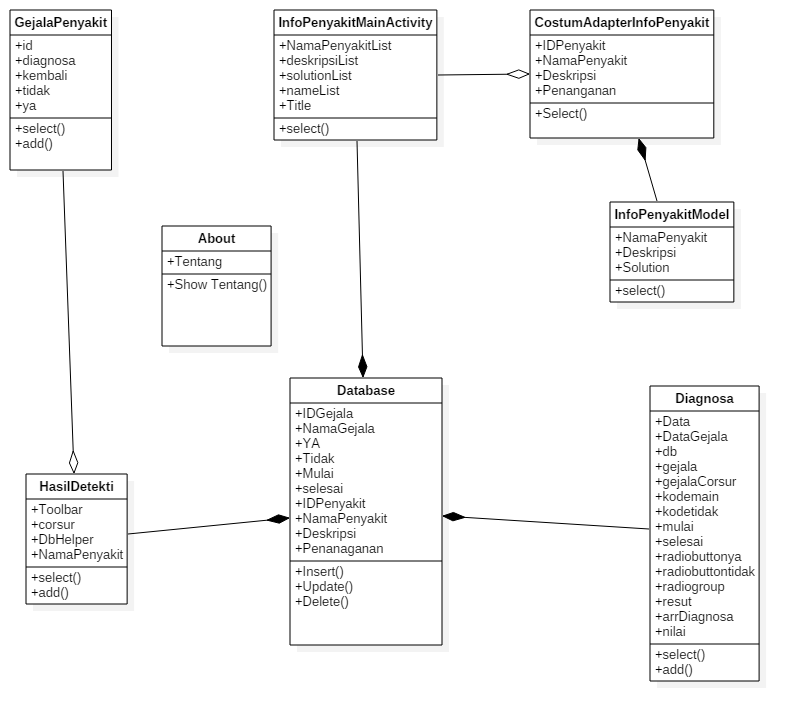 GejalaPenyakit
+id
+diagnosa
+kembali
+tidak
+ya
+select()
+add()
InfoPenyakitMainActivity
+NamaPenyakitList
+deskripsiList
+solutionList
+nameList
+Title
+select()
CostumAdapterInfoPenyakit
+IDPenyakit
+NamaPenyakit
+Deskripsi
+Penanganan
+Select()
InfoPenyakitModel
+NamaPenyakit
+Deskripsi
+Solution
+select()
About
+Tentang
+Show Tentang()
Database
+IDGejala
+NamaGejala
+YA
+Tidak
+Mulai
+selesai
+IDPenyakit
+NamaPenyakit
+Deskripsi
+Penanaganan
+Insert()
+Update()
+Delete()
Diagnosa
+Data
+DataGejala
+db
+gejala
+gejalaCorsur
+kodemain
+kodetidak
+mulai
+selesai
+radiobuttonya
+radiobuttontidak
+radiogroup
+resut
+arrDiagnosa
+nilai
+select()
+add()
HasilDetekti
+Toolbar
+corsur
+DbHelper
+NamaPenyakit
+select()
+add()